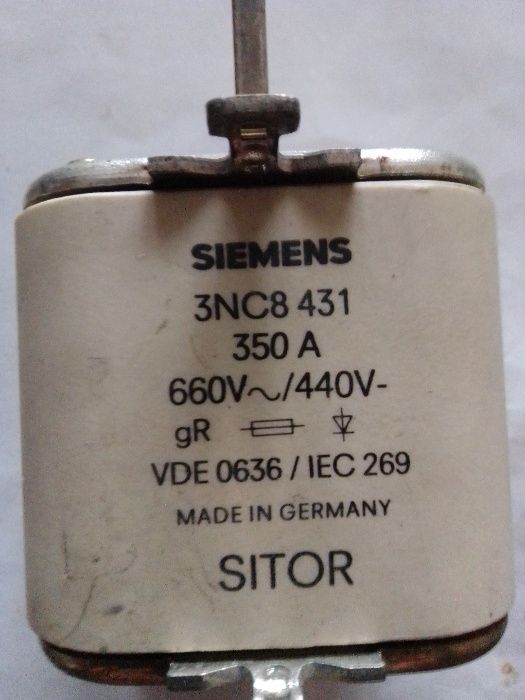 SIEMENS
3NC8 431
350 A
660V~/440V-
gR
VDE 0636 / IEC 269
MADE IN GERMANY
SITOR